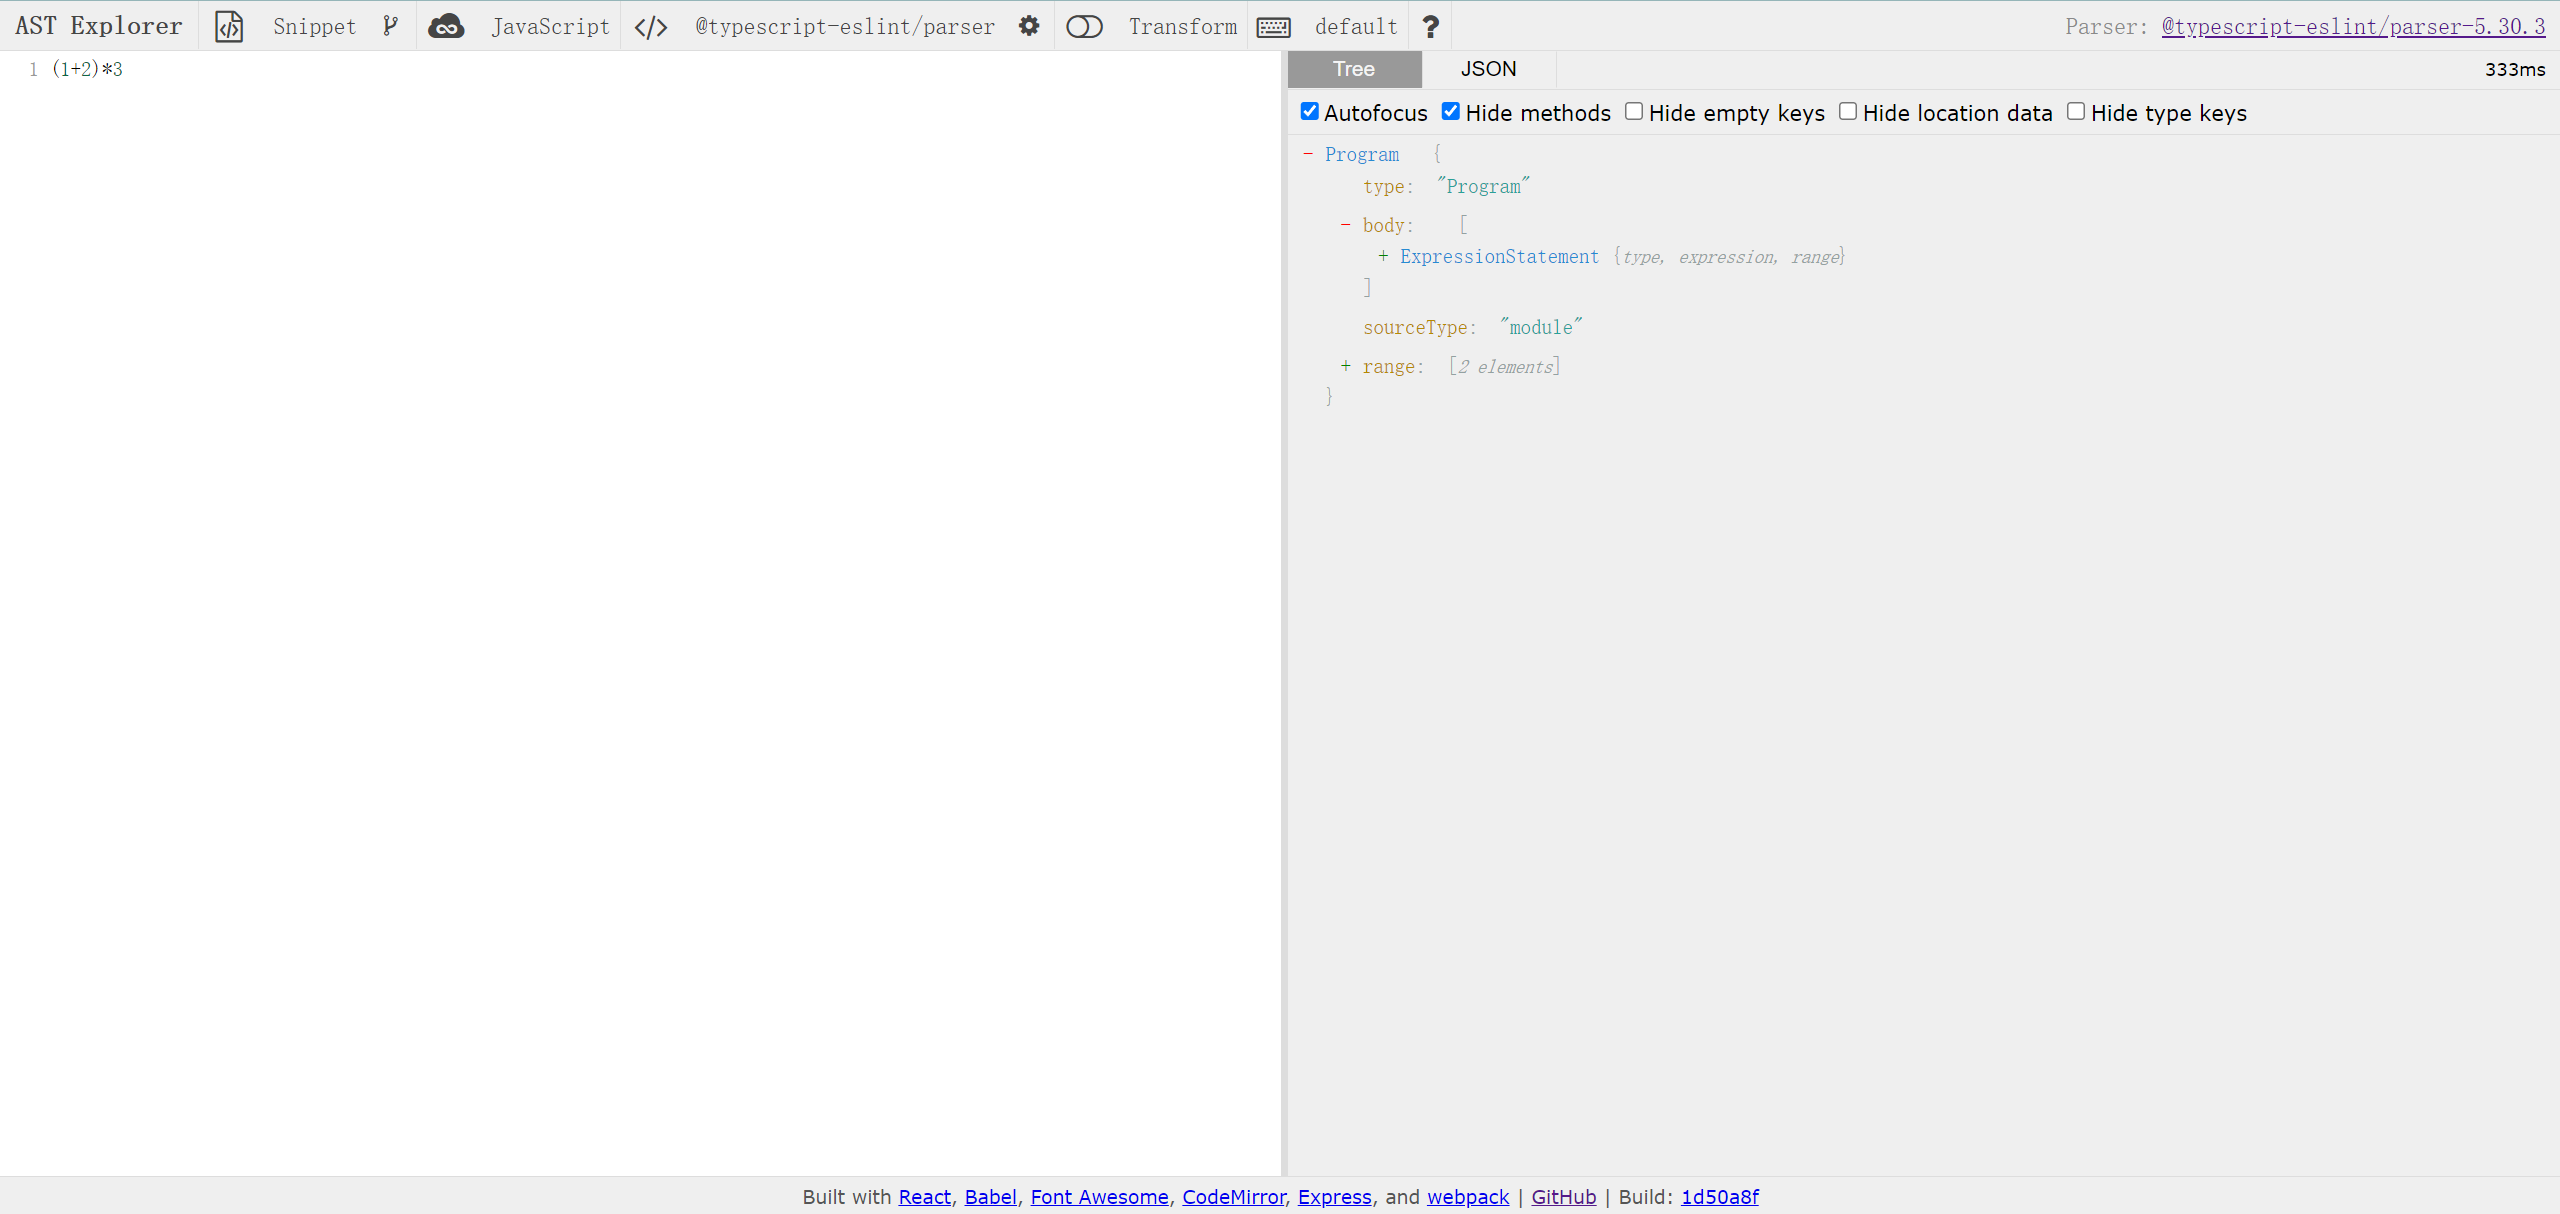 AST Explorer Snippet JavaScript @typescript-eslint/parser Transform default ? Parser: @typescript-eslint/parser-5.30.3
1 (1+2)*3
Tree JSON 333ms
Autofocus Hide methods Hide empty keys Hide location data Hide type keys
- Program {
type: "Program"
- body: [
+ ExpressionStatement {type, expression, range}
]
sourceType: "module"
+ range: [2 elements]
}
Built with React, Babel, Font Awesome, CodeMirror, Express, and webpack | GitHub | Build: 1d50a8f